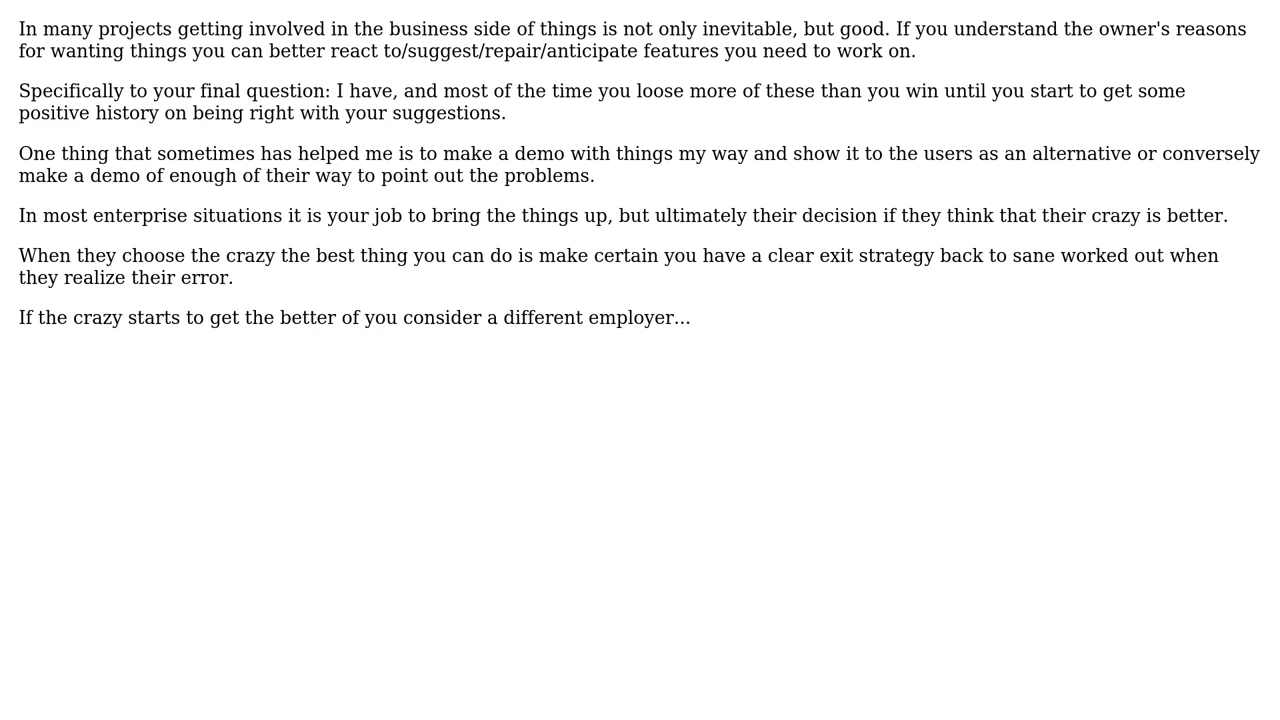 In many projects getting involved in the business side of things is not only inevitable, but good. If you understand the owner's reasons
for wanting things you can better react to/suggest/repair/anticipate features you need to work on.
Specifically to your final question: I have, and most of the time you loose more of these than you win until you start to get some
positive history on being right with your suggestions.
One thing that sometimes has helped me is to make a demo with things my way and show it to the users as an alternative or conversely
make a demo of enough of their way to point out the problems.
In most enterprise situations it is your job to bring the things up, but ultimately their decision if they think that their crazy is better.
When they choose the crazy the best thing you can do is make certain you have a clear exit strategy back to sane worked out when
they realize their error.
If the crazy starts to get the better of you consider a different employer...